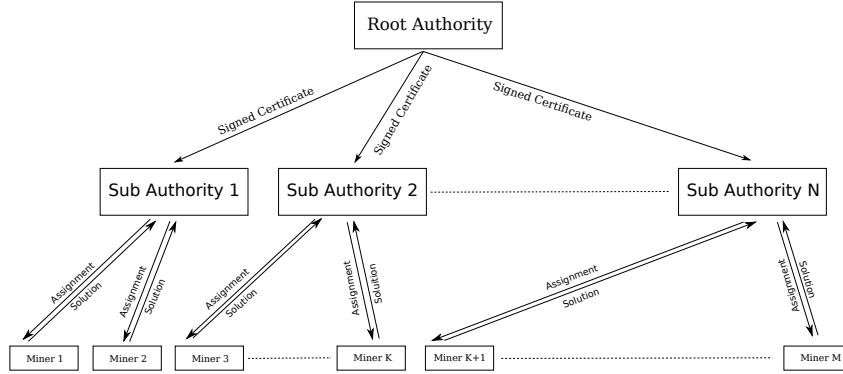 Root Authority
Signed Certificate
Signed Certificate
Signed Certificate
Sub Authority 1
Sub Authority 2
Sub Authority N
Assignment
Solution
Assignment
Solution
Assignment
Solution
Assignment
Soluition
Assignment
Solution
Assignment
Solution
Miner 1
Miner 2
Miner 3
Miner K
Miner K+1
Miner M